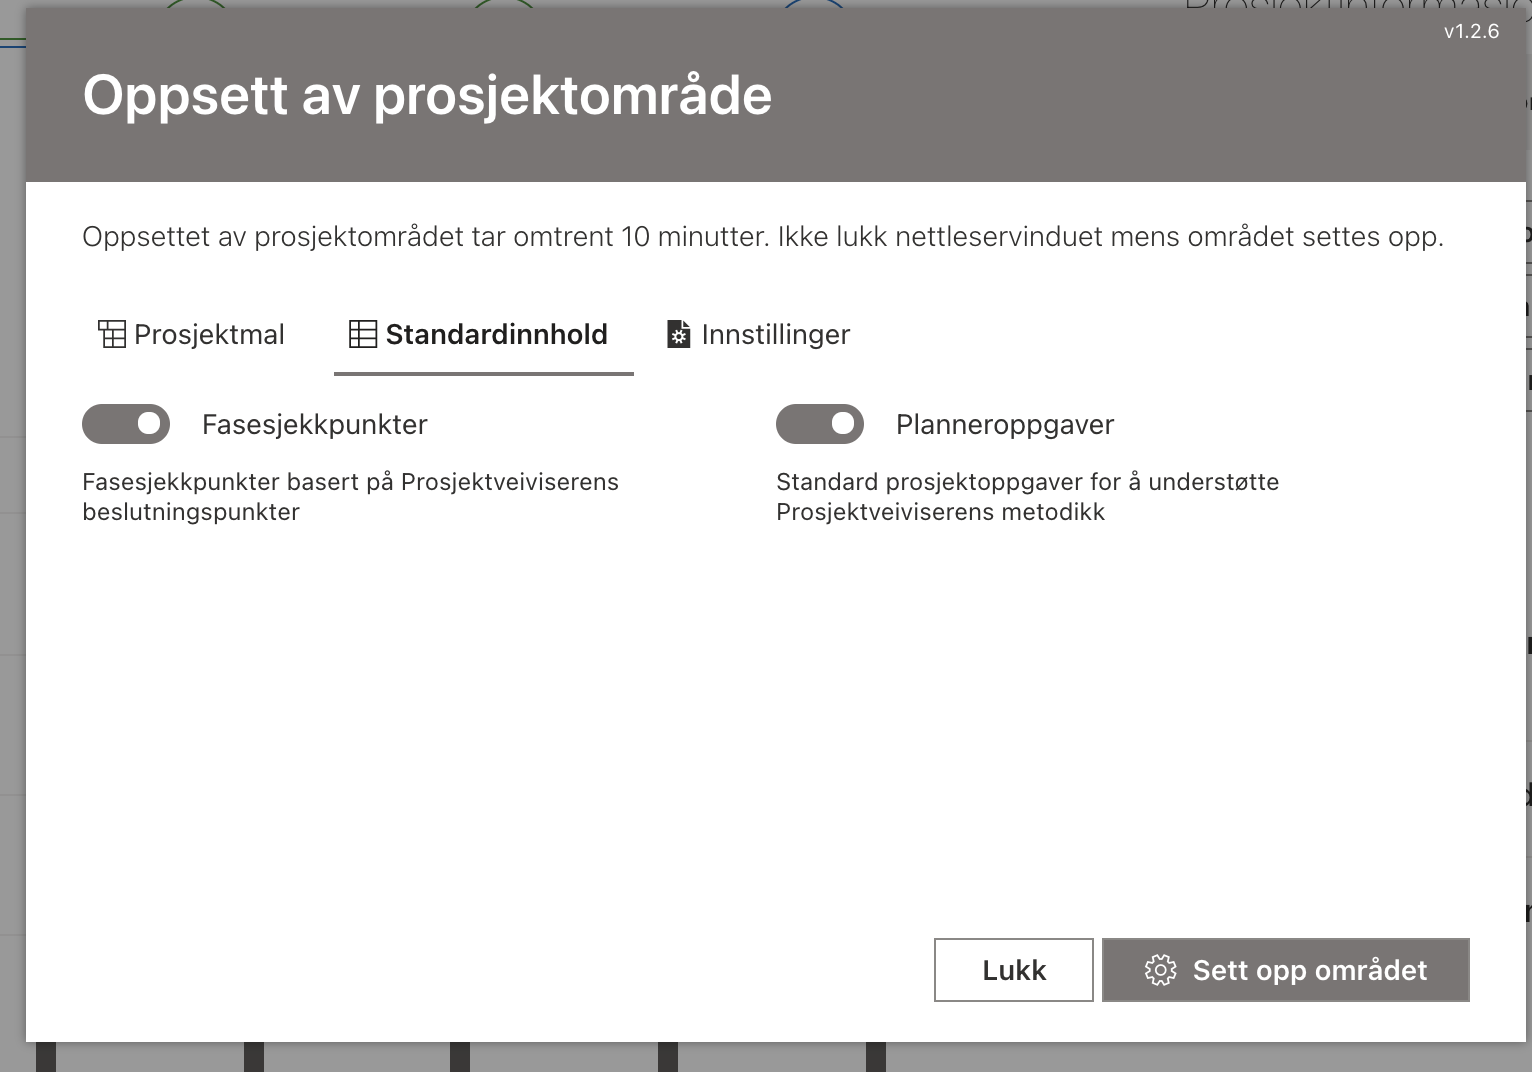 v1.2.6
Oppsett av prosjektområde
Oppsettet av prosjektområdet tar omtrent 10 minutter. Ikke lukk nettleservinduet mens området settes opp.
Prosjektmal
Standardinnhold
Innstillinger
Fasesjekkpunkter
Fasesjekkpunkter basert på Prosjektveiviserens
beslutningspunkter
Planneroppgaver
Standard prosjektoppgaver for å understøtte
Prosjektveiviserens metodikk
Lukk
Sett opp området